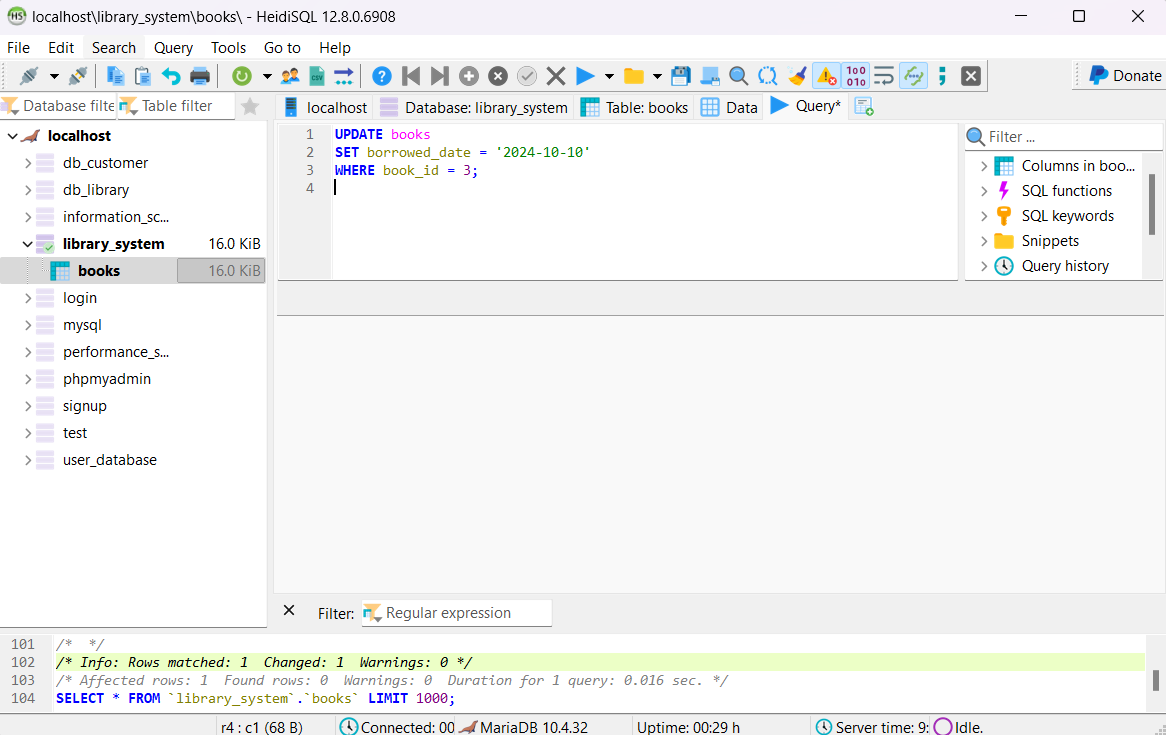 HS localhost\library_system\books\ - HeidiSQL 12.8.0.6908
File Edit Search Query Tools Go to Help
CSV 100 010 Donate
Database filte Table filter localhost Database: library_system Table: books Data Query*
localhost
db_customer
db_library
information_sc...
library_system 16.0 KiB
books 16.0 KiB
login
mysql
performance_s...
phpmyadmin
signup
test
user_database
1 UPDATE books
2 SET borrowed_date = '2024-10-10'
3 WHERE book_id = 3;
4
Filter ...
Columns in boo...
SQL functions
SQL keywords
Snippets
Query history
Filter: Regular expression
101 /* */
102 /* Info: Rows matched: 1 Changed: 1 Warnings: 0 */
103 /* Affected rows: 1 Found rows: 0 Warnings: 0 Duration for 1 query: 0.016 sec. */
104 SELECT * FROM `library_system`.`books` LIMIT 1000;
r4 : c1 (68 B) Connected: 00 MariaDB 10.4.32 Uptime: 00:29 h Server time: 9: Idle.